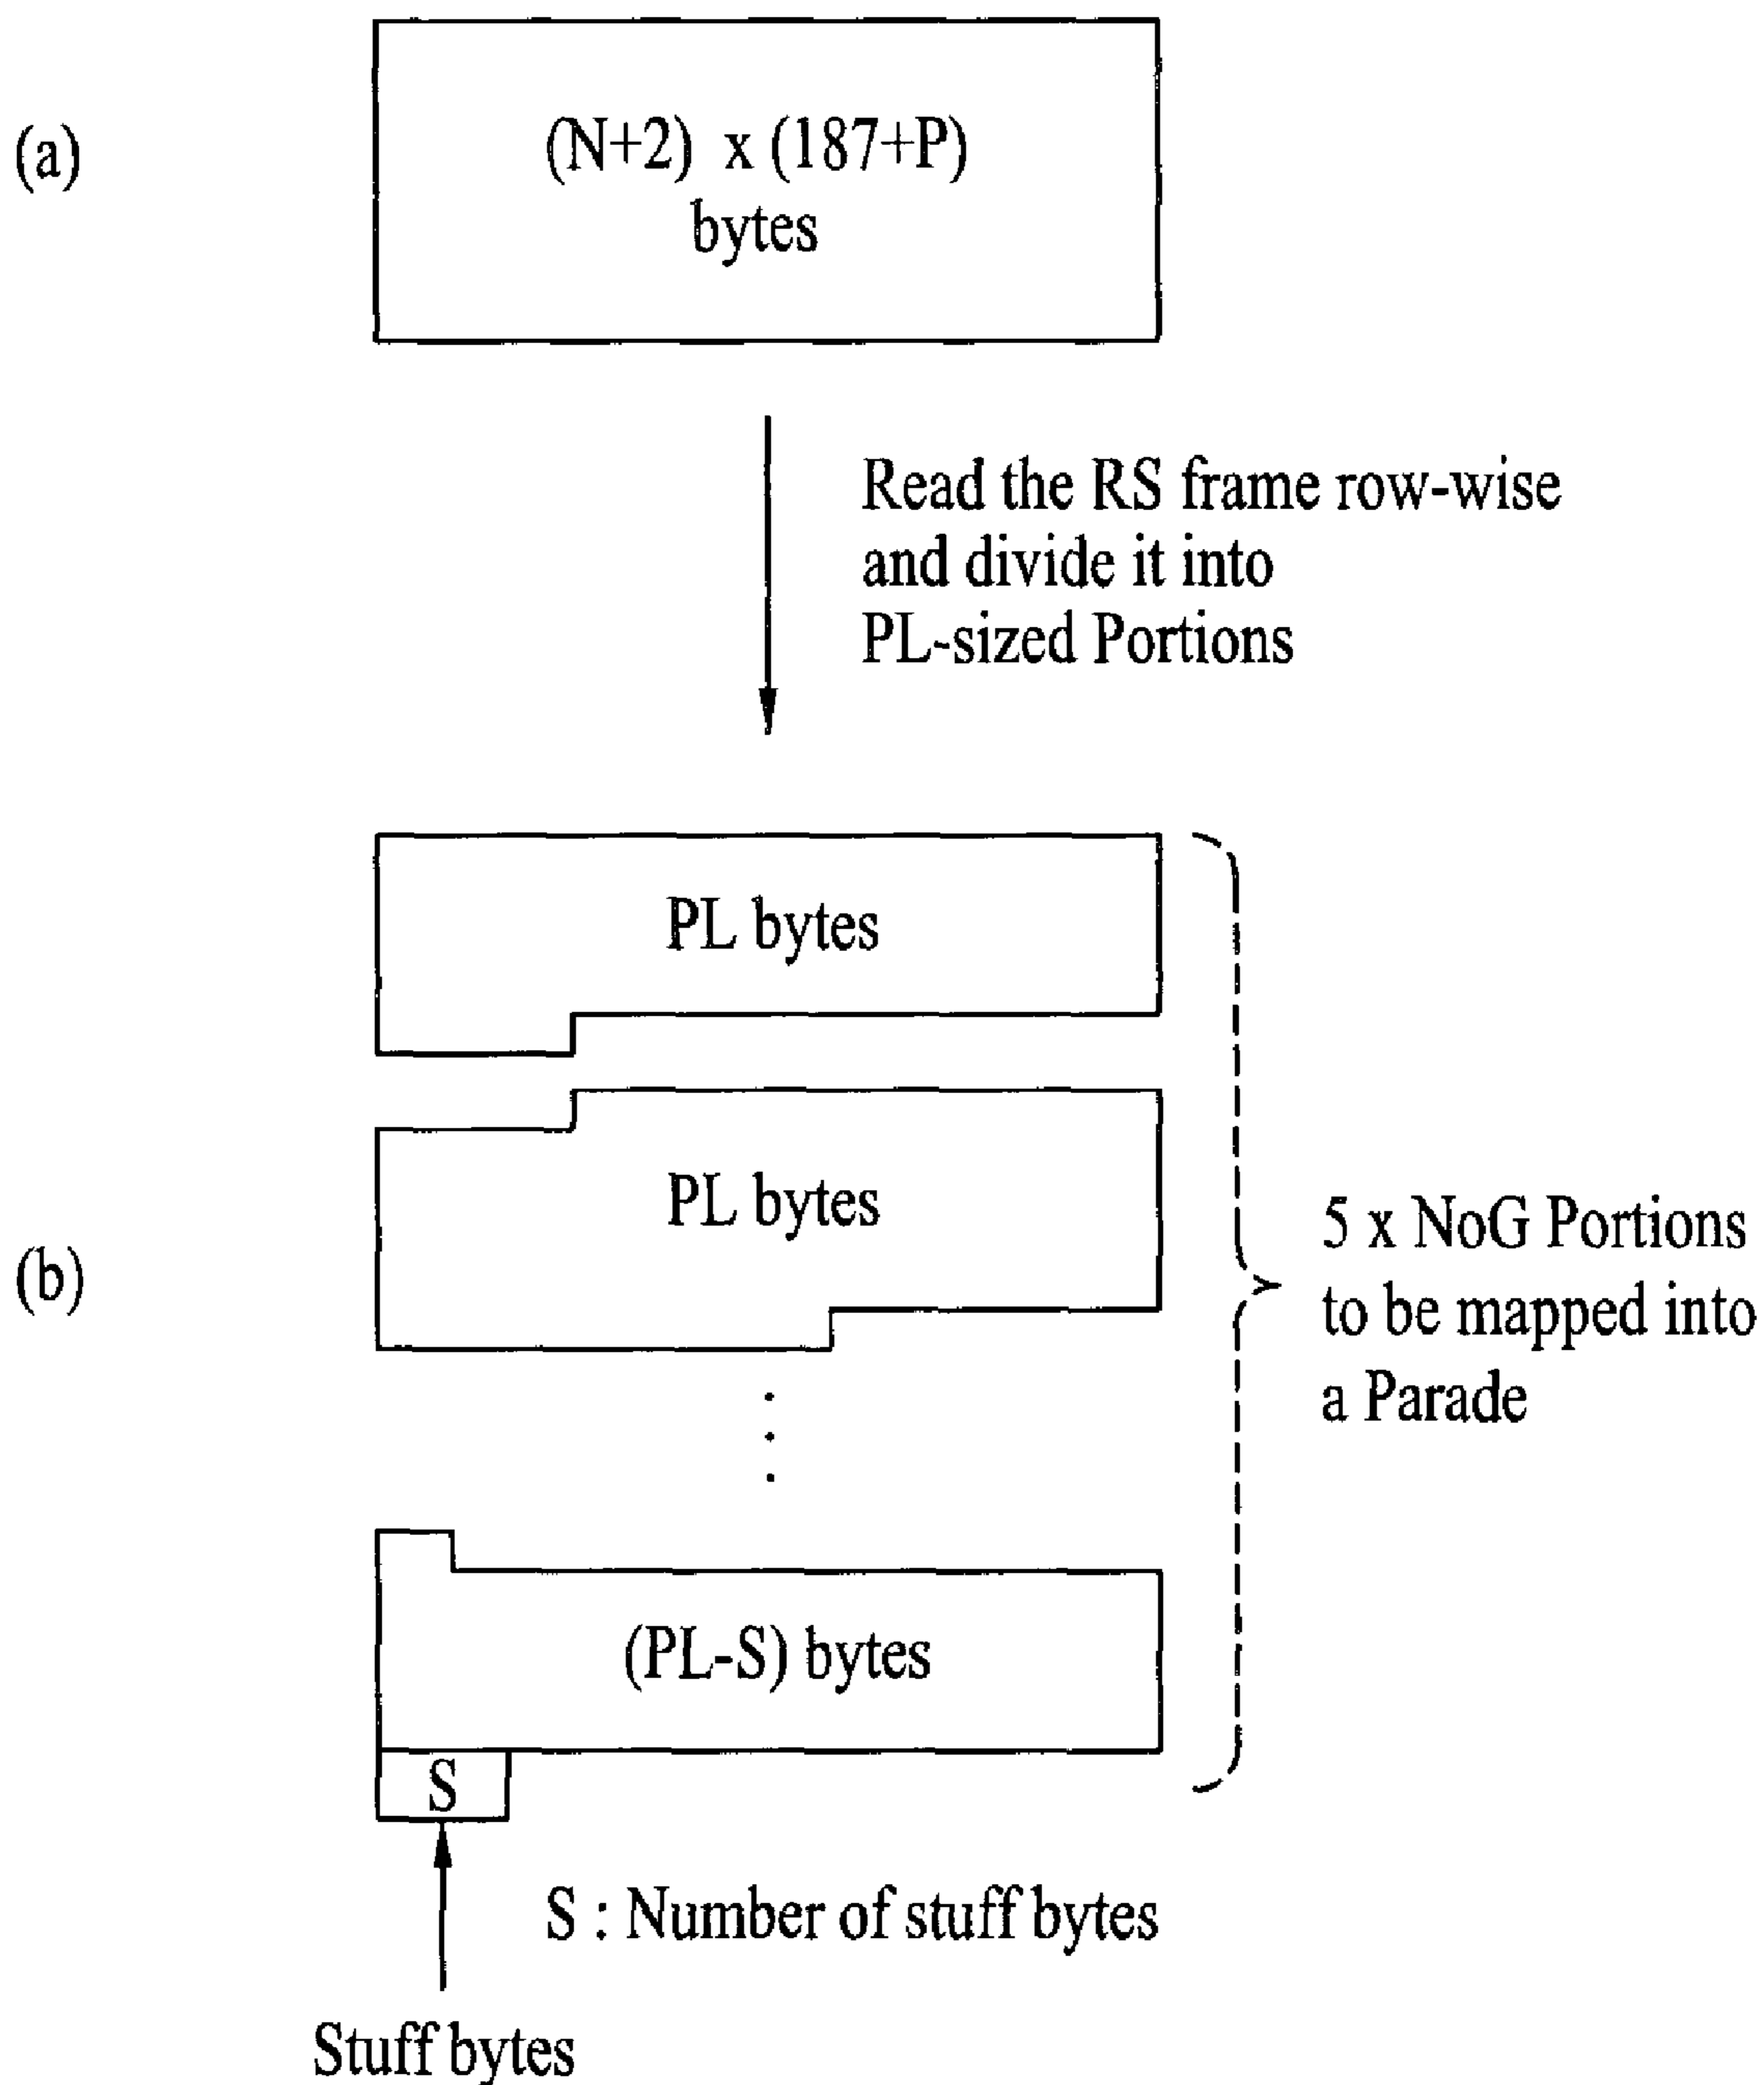 (a)
(N+2) x (187+P)
bytes
Read the RS frame row-wise
and divide it into
PL-sized Portions
(b)
PL bytes
PL bytes
(PL-S) bytes
S
5 x NoG Portions
to be mapped into
a Parade
S : Number of stuff bytes
Stuff bytes